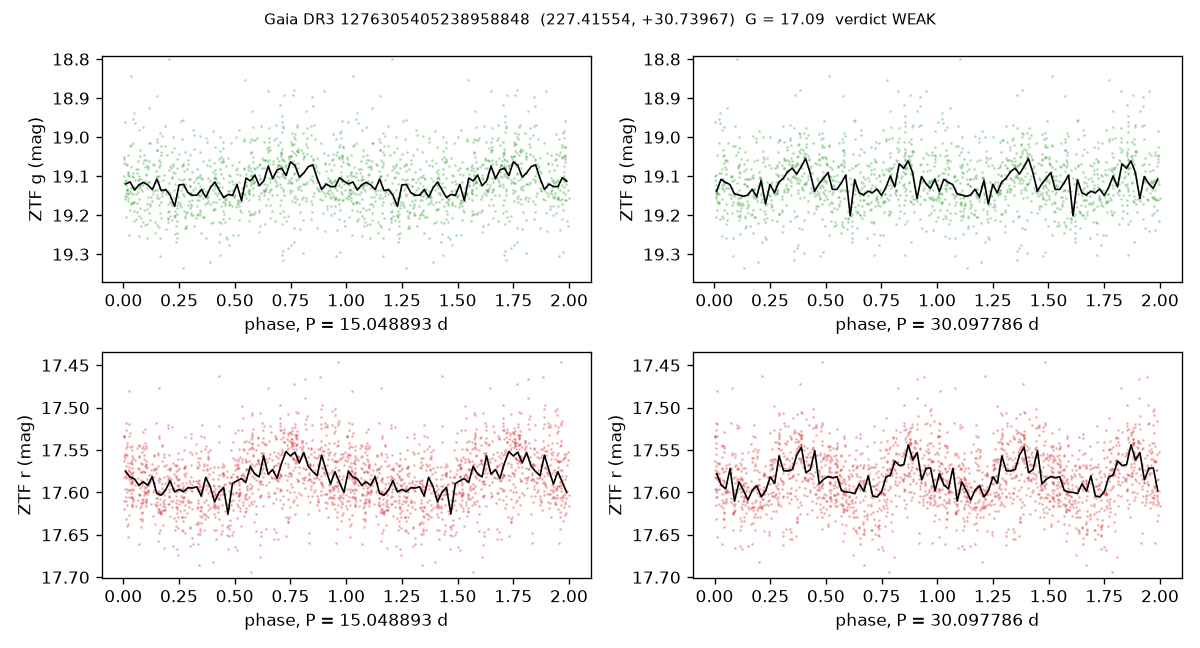 Gaia DR3 1276305405238958848  (227.41554, +30.73967)  G = 17.09  verdict WEAK
ZTF g (mag)
18.8
18.9
19.0
19.1
19.2
19.3
0.00 0.25 0.50 0.75 1.00 1.25 1.50 1.75 2.00
phase, P = 15.048893 d
ZTF g (mag)
18.8
18.9
19.0
19.1
19.2
19.3
0.00 0.25 0.50 0.75 1.00 1.25 1.50 1.75 2.00
phase, P = 30.097786 d
ZTF r (mag)
17.45
17.50
17.55
17.60
17.65
17.70
0.00 0.25 0.50 0.75 1.00 1.25 1.50 1.75 2.00
phase, P = 15.048893 d
ZTF r (mag)
17.45
17.50
17.55
17.60
17.65
17.70
0.00 0.25 0.50 0.75 1.00 1.25 1.50 1.75 2.00
phase, P = 30.097786 d